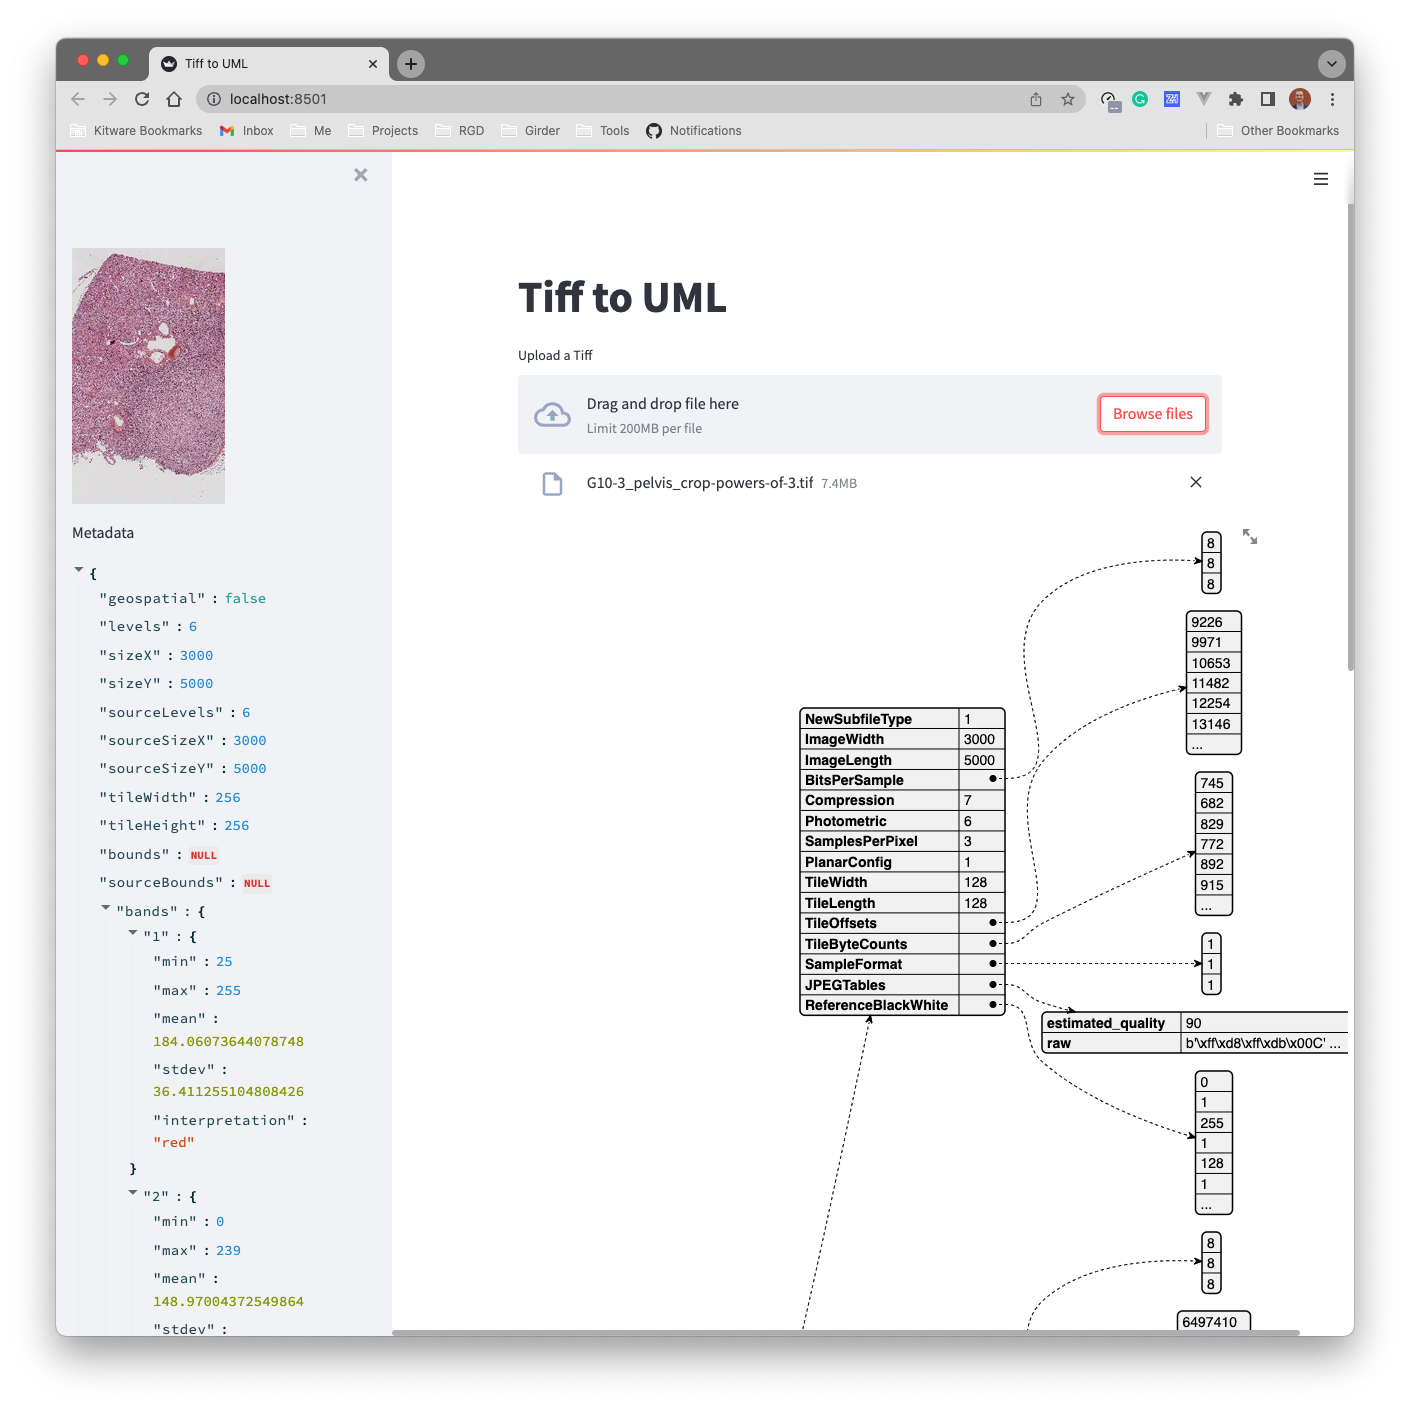 Tiff to UML
localhost:8501
Kitware Bookmarks Inbox Me Projects RGD Girder Tools Notifications Other Bookmarks
Metadata
{
"geospatial" : false
"levels" : 6
"sizeX" : 3000
"sizeY" : 5000
"sourceLevels" : 6
"sourceSizeX" : 3000
"sourceSizeY" : 5000
"tileWidth" : 256
"tileHeight" : 256
"bounds" : NULL
"sourceBounds" : NULL
"bands" : {
"1" : {
"min" : 25
"max" : 255
"mean" :
184.06073644078748
"stdev" :
36.411255104808426
"interpretation" :
"red"
}
"2" : {
"min" : 0
"max" : 239
"mean" :
148.97004372549864
"stdev" :
Tiff to UML
Upload a Tiff
Drag and drop file here
Limit 200MB per file
Browse files
G10-3_pelvis_crop-powers-of-3.tif 7.4MB
NewSubfileType 1
ImageWidth 3000
ImageLength 5000
BitsPerSample
Compression 7
Photometric 6
SamplesPerPixel 3
PlanarConfig 1
TileWidth 128
TileLength 128
TileOffsets
TileByteCounts
SampleFormat
JPEGTables
ReferenceBlackWhite
8
8
8
9226
9971
10653
11482
12254
13146
...
745
682
829
772
892
915
...
1
1
1
estimated_quality 90
raw b'\xff\xd8\xff\xdb\x00C' ...
0
1
255
1
128
1
...
8
8
8
6497410